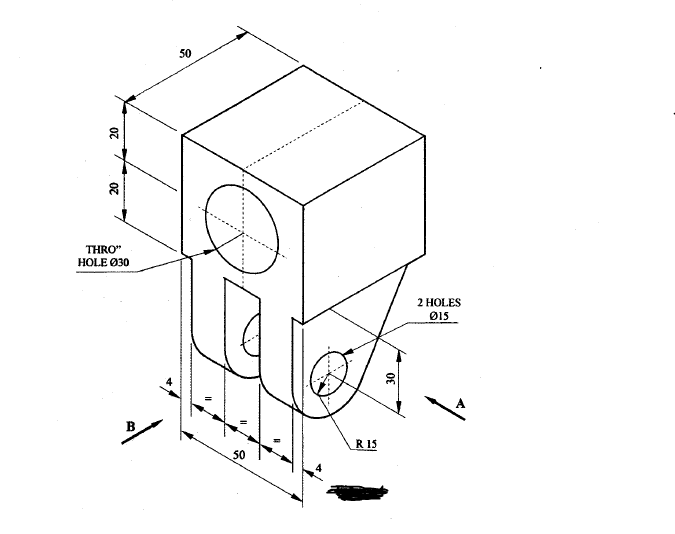 50
20
20
THRO"
HOLE Ø30
2 HOLES
Ø15
30
A
4
=
=
=
B
R 15
50
4